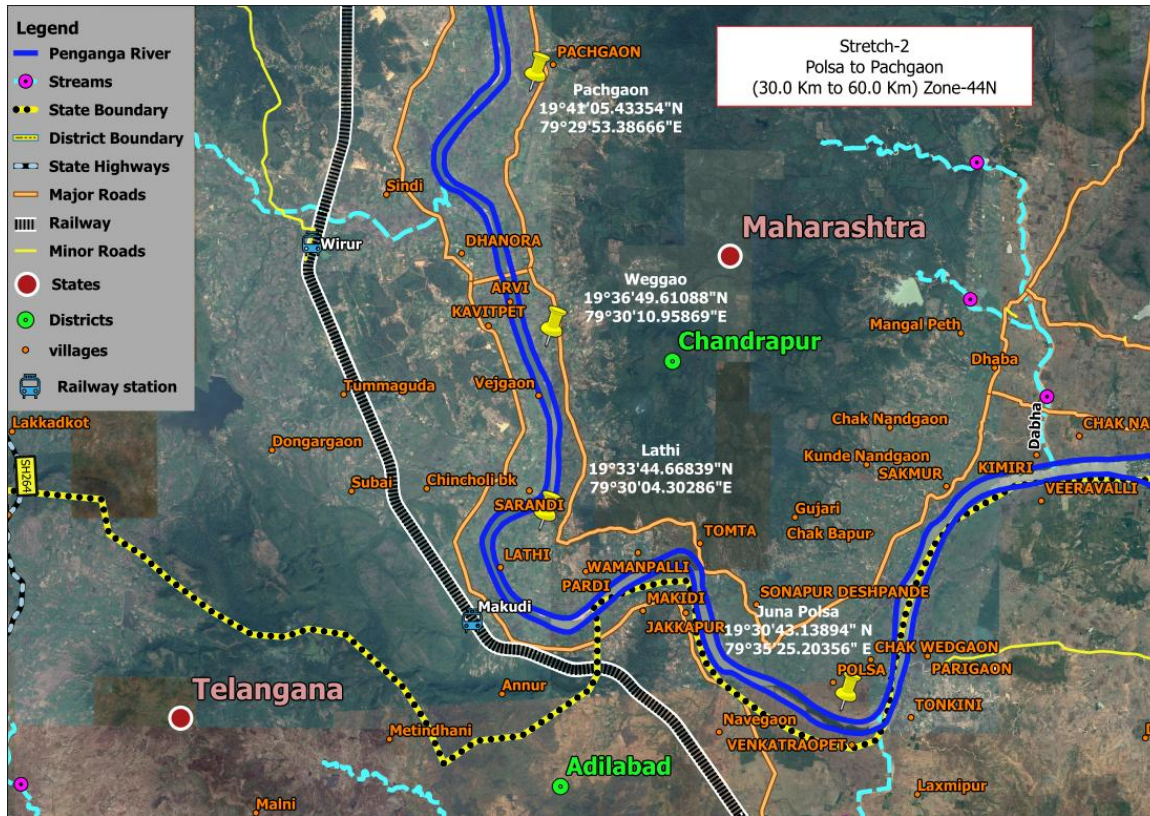 Legend
Penganga River
Streams
State Boundary
District Boundary
State Highways
Major Roads
Railway
Minor Roads
States
Districts
villages
Railway station
Stretch-2
Polsa to Pachgaon
(30.0 Km to 60.0 Km) Zone-44N
PACHGAON
Pachgaon
19°41'05.43354"N
79°29'53.38666"E
Sindi
Wirur
DHANORA
Maharashtra
Weggao
19°36'49.61088"N
79°30'10.95869"E
ARVI
KAVITPET
Mangal Peth
Chandrapur
Dhaba
Tummaguda
Vejgaon
Lakkadkot
Chak Nandgaon
Dabha
CHAK NA
Dongargaon
Lathi
19°33'44.66839"N
79°30'04.30286"E
Kunde Nandgaon
SAKMUR
KIMIRI
SH264
Subai
Chincholi bk
SARANDI
VEERAVALLI
Gujari
Chak Bapur
TOMTA
LATHI
WAMANPALLI
PARDI
MAKIDI
SONAPUR DESHPANDE
Makudi
JAKKAPUR
Juna Polsa
19°30'43.13894" N
79°35'25.20356" E
CHAK WEDGAON
PARIGAON
POLSA
Telangana
Annur
TONKINI
Navegaon
Metindhani
VENKATRAOPET
Adilabad
Laxmipur
Malni